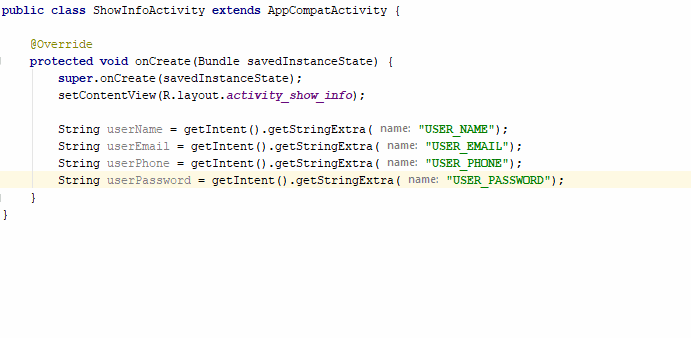 public class ShowInfoActivity extends AppCompatActivity {
@Override
protected void onCreate(Bundle savedInstanceState) {
super.onCreate(savedInstanceState);
setContentView(R.layout.activity_show_info);
String userName = getIntent().getStringExtra( name: "USER_NAME");
String userEmail = getIntent().getStringExtra( name: "USER_EMAIL");
String userPhone = getIntent().getStringExtra( name: "USER_PHONE");
String userPassword = getIntent().getStringExtra( name: "USER_PASSWORD");
}
}